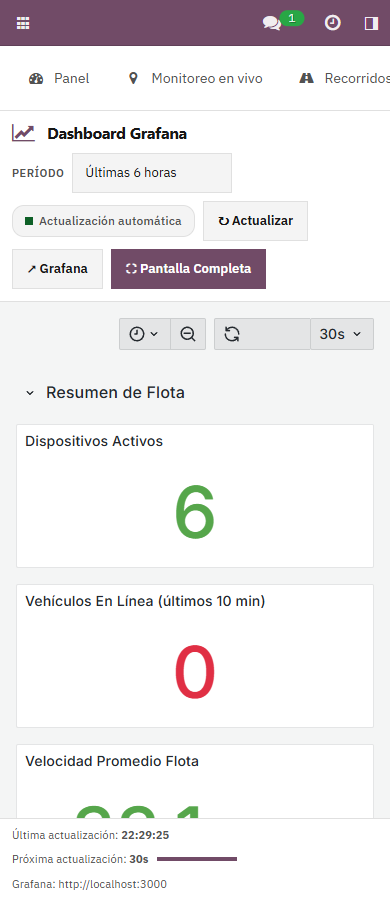 1
Panel
Monitoreo en vivo
Recorridos
Dashboard Grafana
PERÍODO
Últimas 6 horas
Actualización automática
↻ Actualizar
↗ Grafana
⛶ Pantalla Completa
30s
Resumen de Flota
Dispositivos Activos
6
Vehículos En Línea (últimos 10 min)
0
Velocidad Promedio Flota
Última actualización: 22:29:25
Próxima actualización: 30s
Grafana: http://localhost:3000